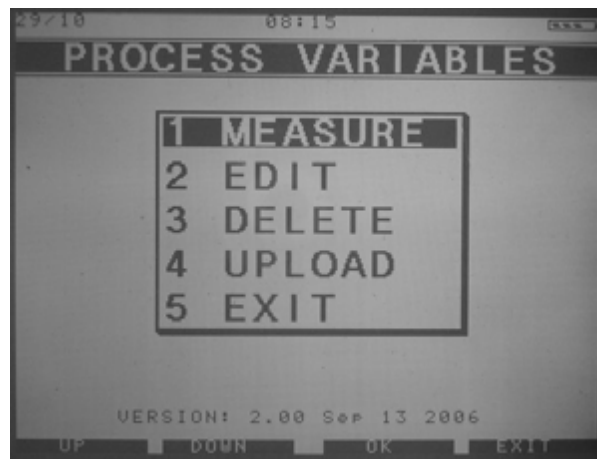 29/10 08:15
PROCESS VARIABLES
1 MEASURE
2 EDIT
3 DELETE
4 UPLOAD
5 EXIT
VERSION: 2.00 Sep 13 2006
UP DOWN OK EXIT